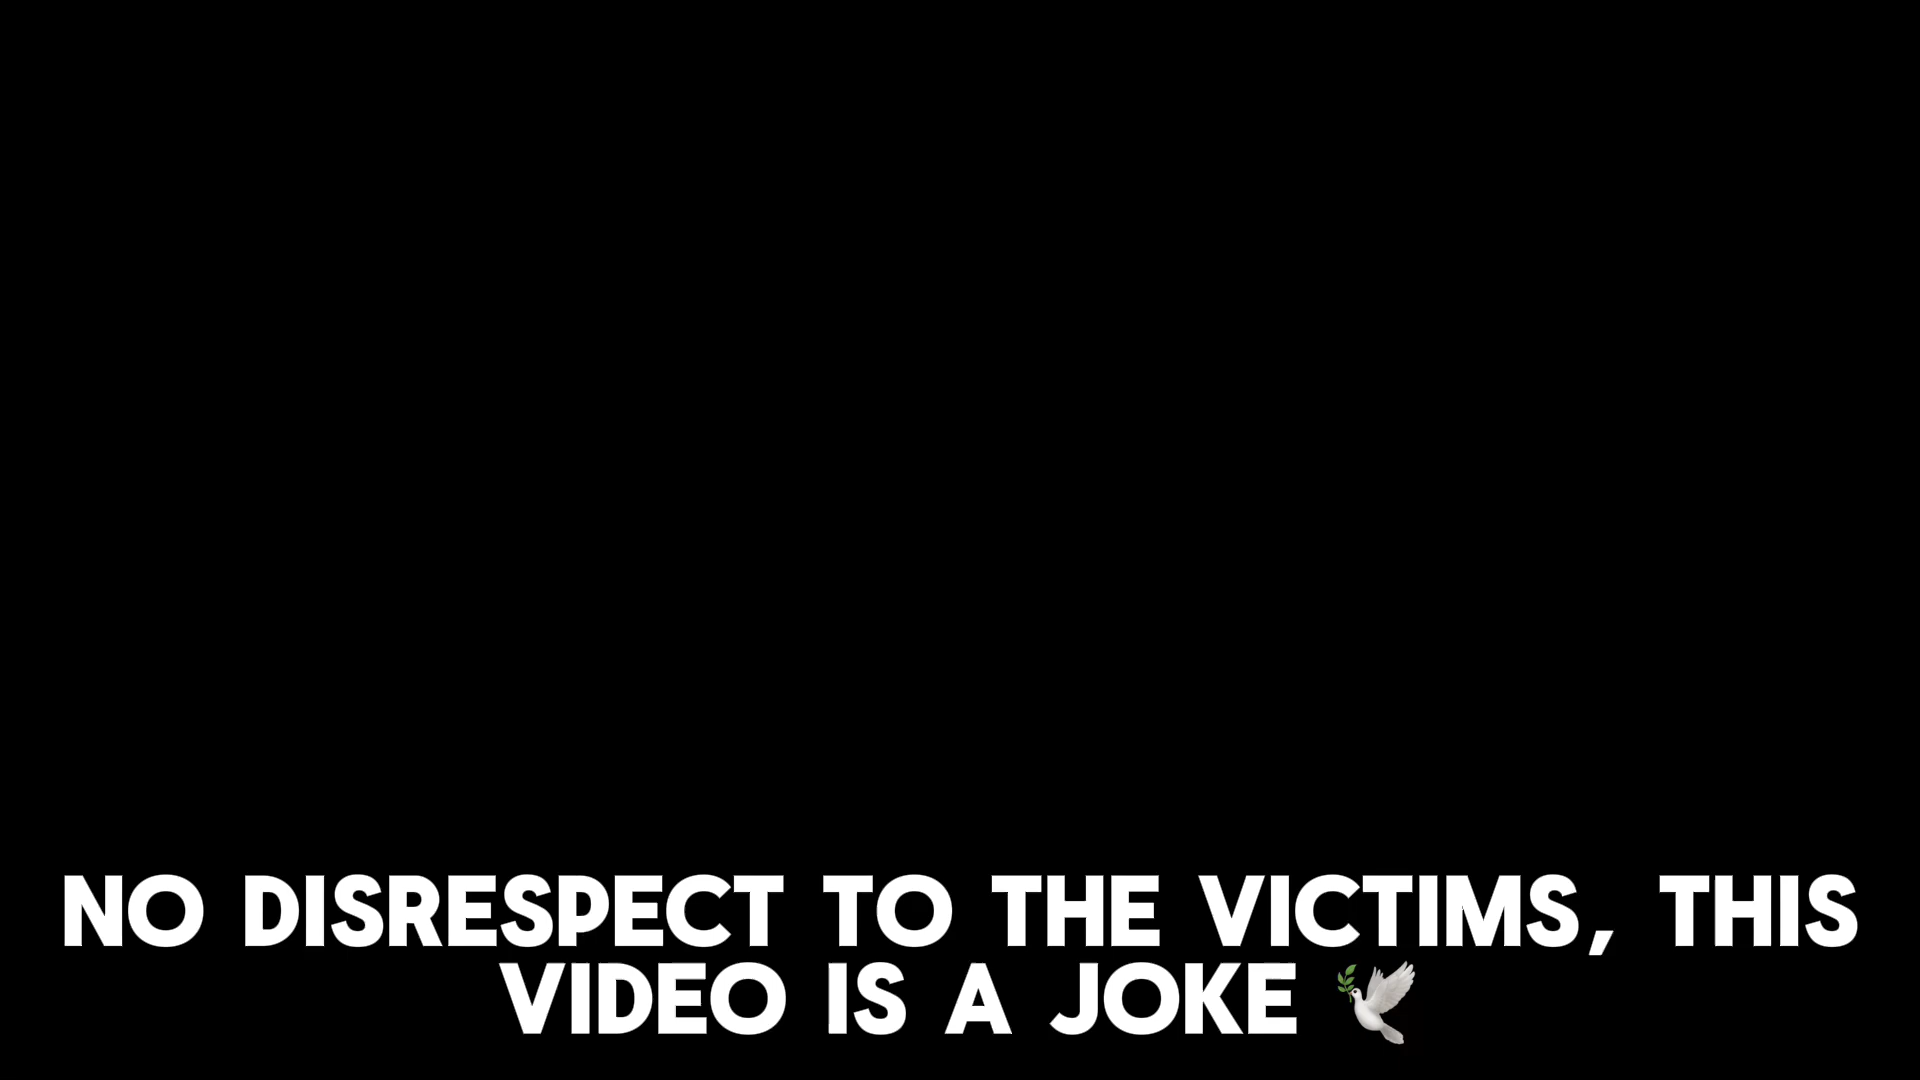 NO DISRESPECT TO THE VICTIMS, THIS
VIDEO IS A JOKE 🕊️